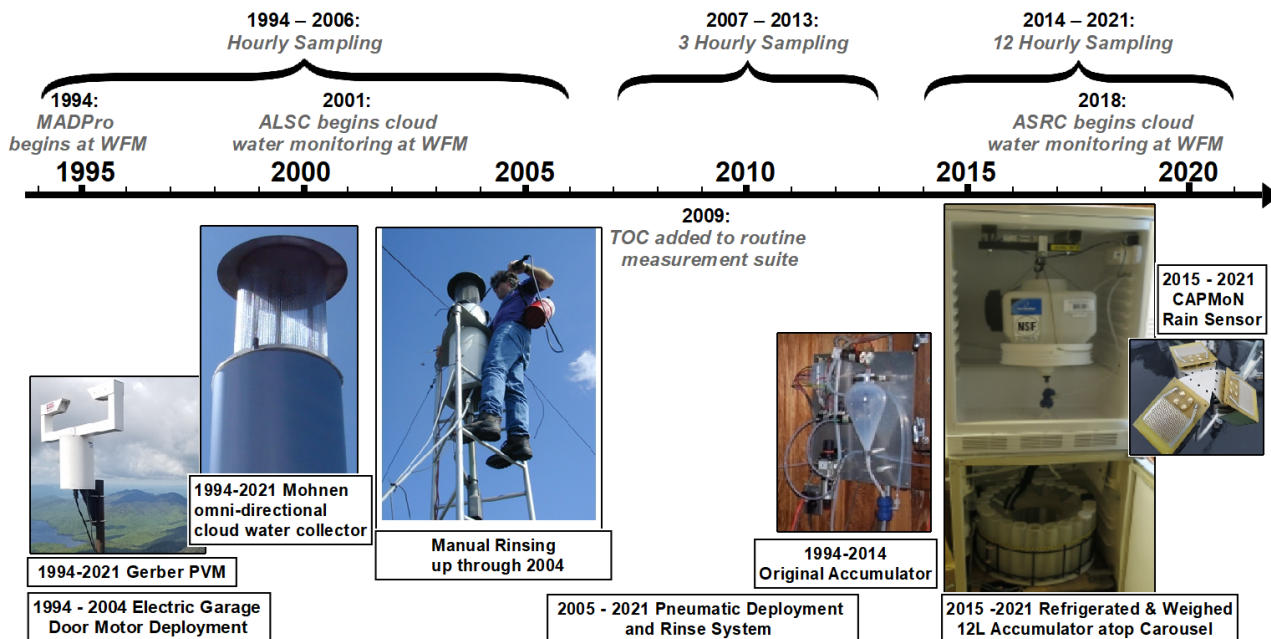 1994 – 2006:
Hourly Sampling
2007 – 2013:
3 Hourly Sampling
2014 – 2021:
12 Hourly Sampling
1994:
MADPro
begins at WFM
2001:
ALSC begins cloud
water monitoring at WFM
2018:
ASRC begins cloud
water monitoring at WFM
1995
2000
2005
2010
2015
2020
2009:
TOC added to routine
measurement suite
NSF
2015 - 2021
CAPMoN
Rain Sensor
1994-2021 Mohnen
omni-directional
cloud water collector
Manual Rinsing
up through 2004
1994-2014
Original Accumulator
1994-2021 Gerber PVM
1994 - 2004 Electric Garage
Door Motor Deployment
2005 - 2021 Pneumatic Deployment
and Rinse System
2015 -2021 Refrigerated & Weighed
12L Accumulator atop Carousel